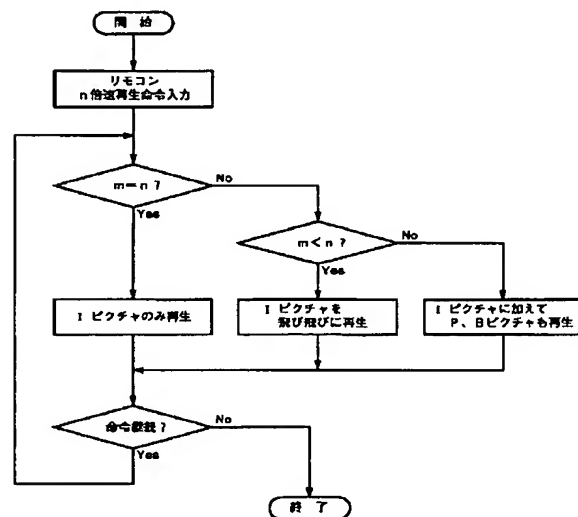 開 始
リモコン
n倍速再生命令入力
m=n ?
No
Yes
m<n ?
No
Yes
I ピクチャのみ再生
I ピクチャを
飛び飛びに再生
I ピクチャに加えて
P、Bピクチャも再生
命令継続?
No
Yes
終 了